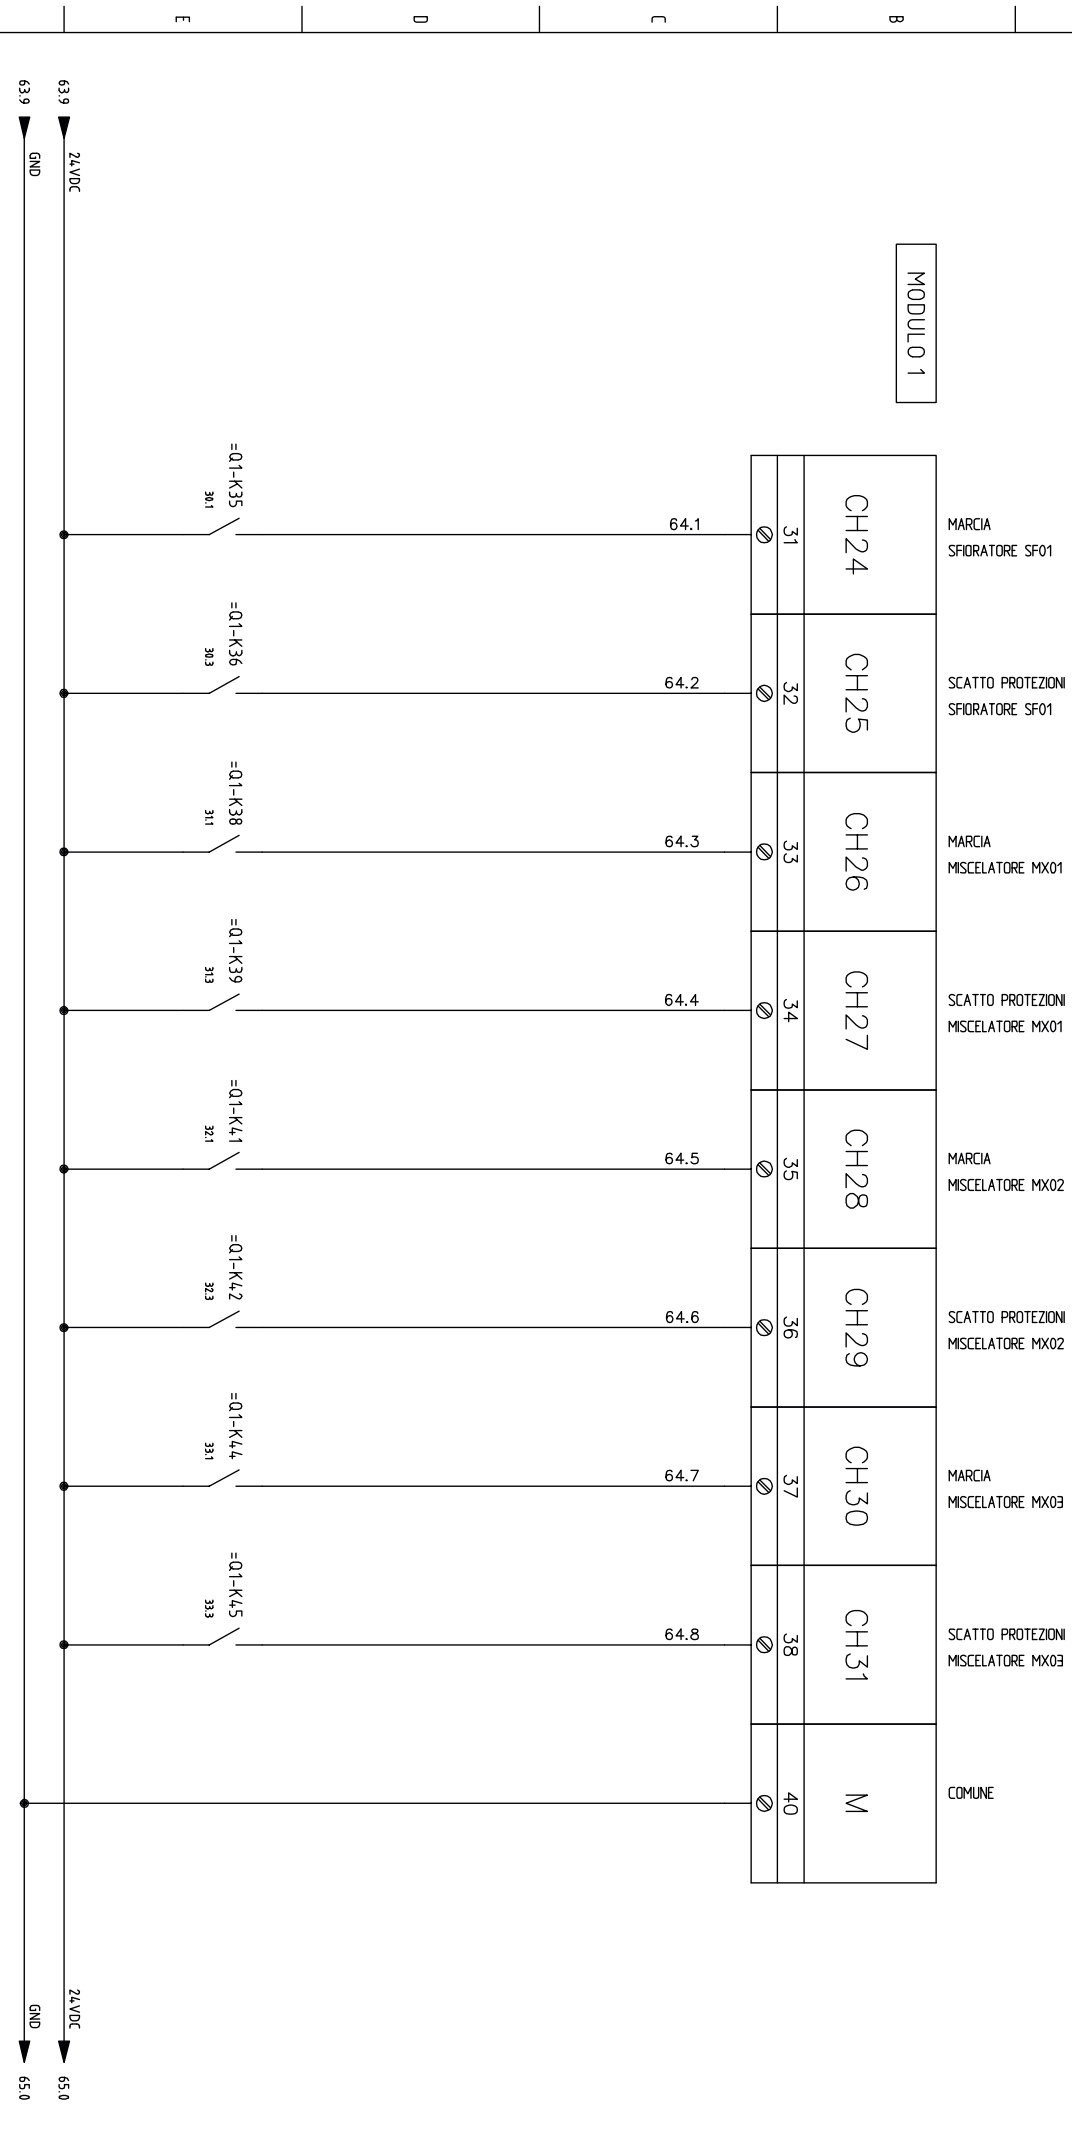 E
D
C
B
63.9
63.9
GND
24VDC
MODULO 1
=Q1-K35
30.1
64.1
31
CH24
MARCIA
SFIORATORE SF01
=Q1-K36
30.3
64.2
32
CH25
SCATTO PROTEZIONI
SFIORATORE SF01
=Q1-K38
31.1
64.3
33
CH26
MARCIA
MISCELATORE MX01
=Q1-K39
31.3
64.4
34
CH27
SCATTO PROTEZIONI
MISCELATORE MX01
=Q1-K41
32.1
64.5
35
CH28
MARCIA
MISCELATORE MX02
=Q1-K42
32.3
64.6
36
CH29
SCATTO PROTEZIONI
MISCELATORE MX02
=Q1-K44
33.1
64.7
37
CH30
MARCIA
MISCELATORE MX03
=Q1-K45
33.3
64.8
38
CH31
SCATTO PROTEZIONI
MISCELATORE MX03
40
M
COMUNE
GND
24VDC
65.0
65.0